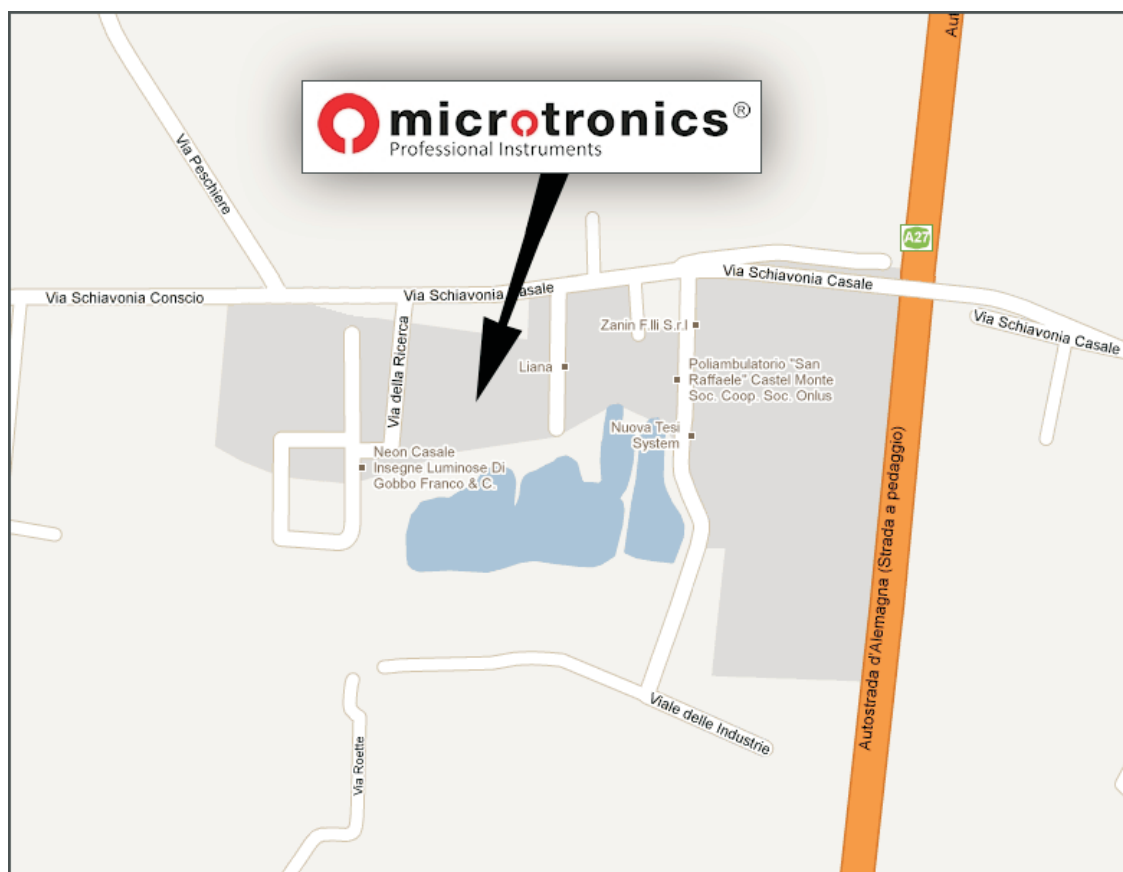 Aut
microtronics®
Professional Instruments
Via Peschiere
A27
Via Schiavonia Conscio
Via Schiavonia Casale
Via Schiavonia Casale
Via Schiavonia Casale
Via della Ricerca
Zanin F.lli S.r.l
Liana
Poliambulatorio "San
Raffaele" Castel Monte
Soc. Coop. Soc. Onlus
Nuova Tesi
System
Neon Casale
Insegne Luminose Di
Gobbo Franco & C.
Autostrada d'Alemagna (Strada a pedaggio)
Viale delle Industrie
Via Roette